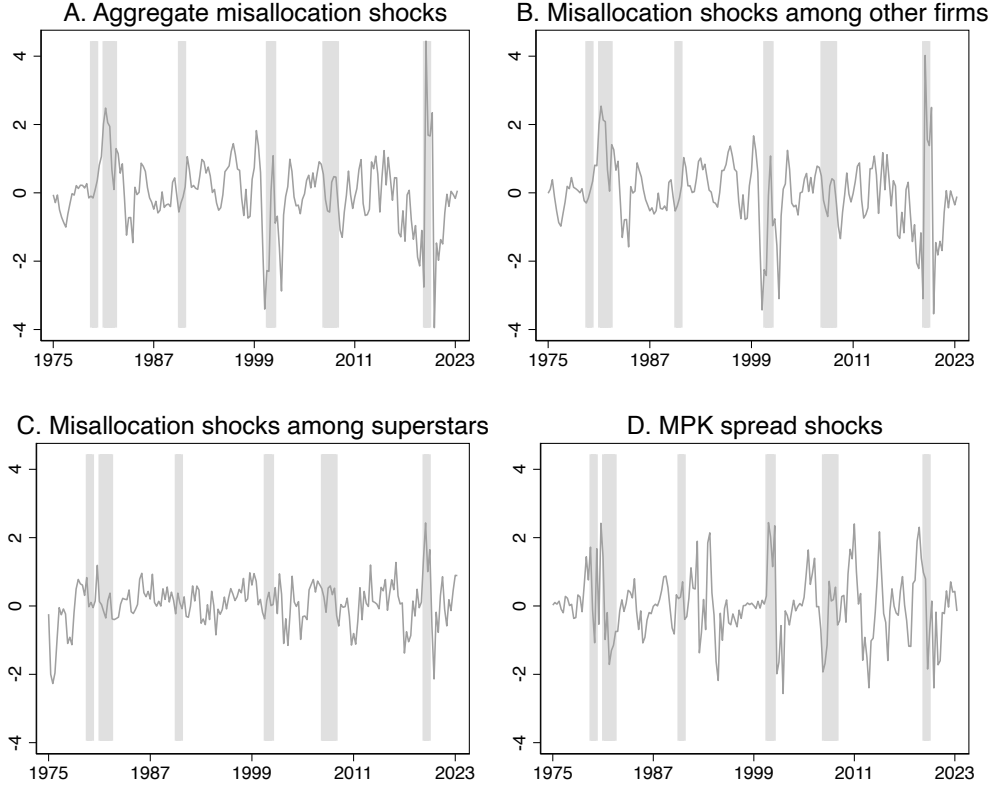 A. Aggregate misallocation shocks
4
2
0
-2
-4
1975 1987 1999 2011 2023
B. Misallocation shocks among other firms
4
2
0
-2
-4
1975 1987 1999 2011 2023
C. Misallocation shocks among superstars
4
2
0
-2
-4
1975 1987 1999 2011 2023
D. MPK spread shocks
4
2
0
-2
-4
1975 1987 1999 2011 2023